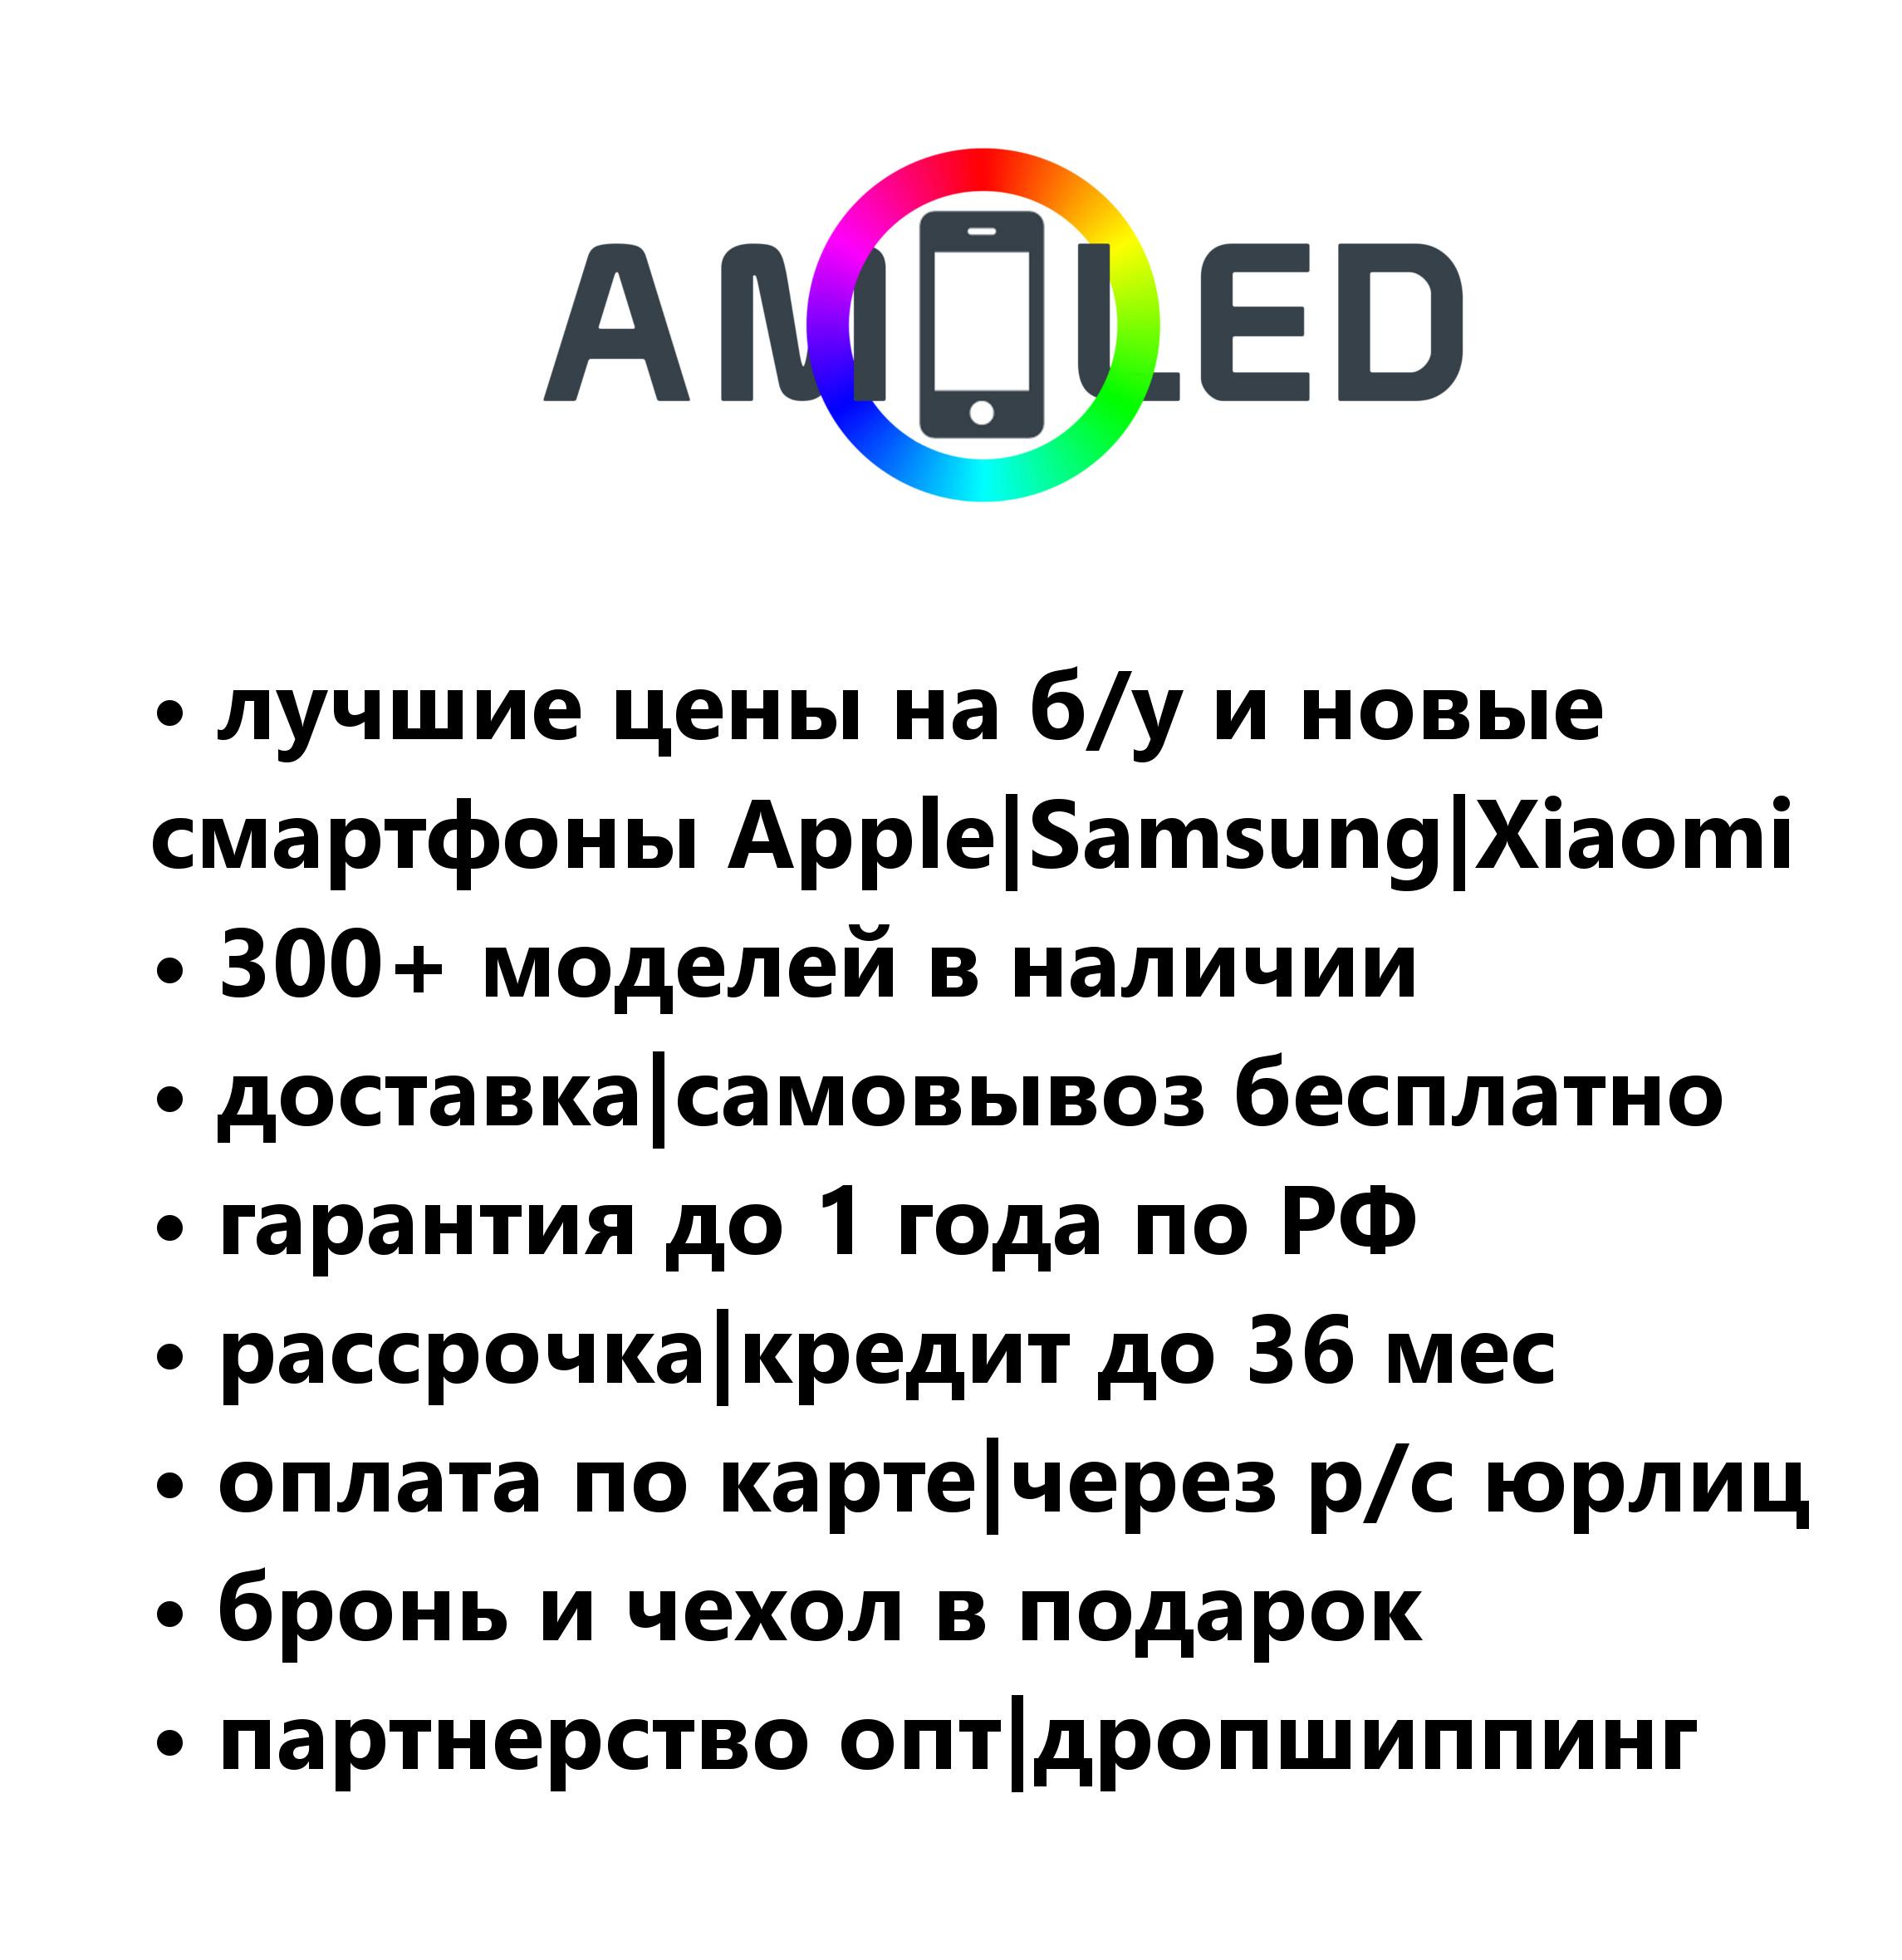 AMOLED
• лучшие цены на б/у и новые
смартфоны Apple|Samsung|Xiaomi
• 300+ моделей в наличии
• доставка|самовывоз бесплатно
• гарантия до 1 года по РФ
• рассрочка|кредит до 36 мес
• оплата по карте|через р/с юрлиц
• бронь и чехол в подарок
• партнерство опт|дропшиппинг